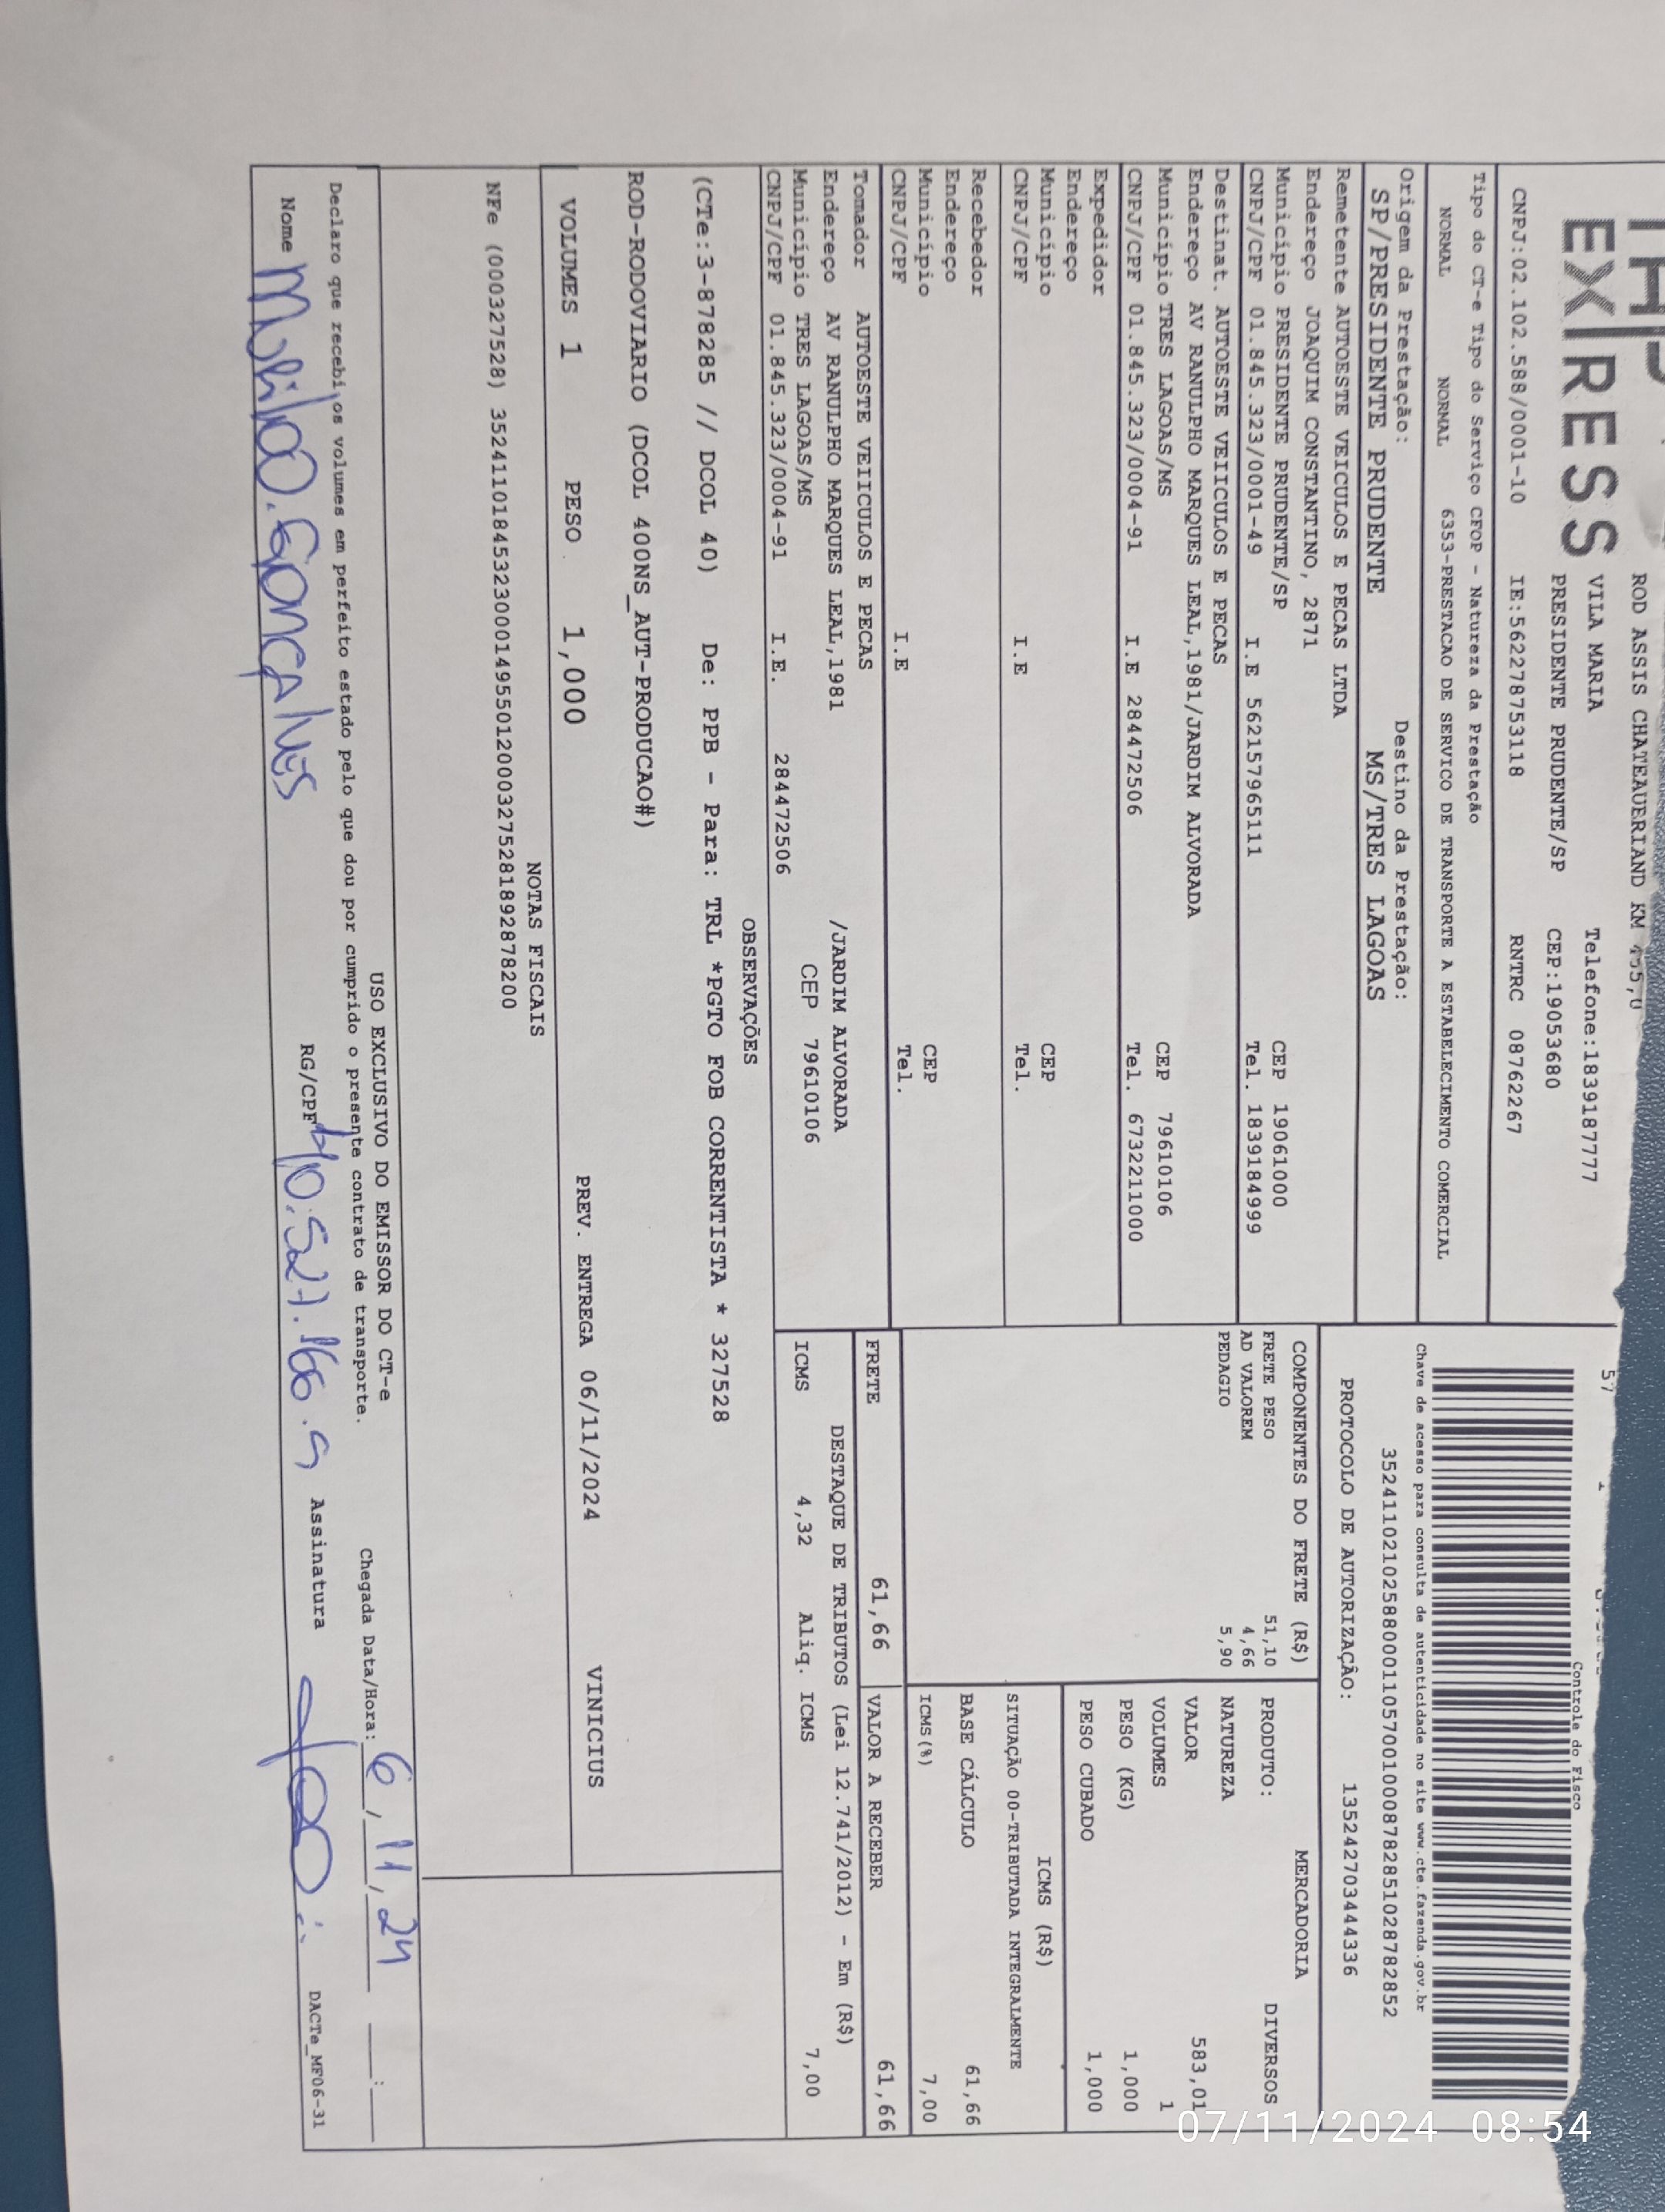 EXPRESS
ROD ASSIS CHATEAUBRIAND KM
VILA MARIA Telefone:1839187777
PRESIDENTE PRUDENTE/SP CEP:19053680
CNPJ:02.102.588/0001-10 IE:562278753118 RNTRC 08762267
Tipo do CT-e Tipo do Serviço CFOP - Natureza da Prestação
NORMAL NORMAL 6353-PRESTACAO DE SERVICO DE TRANSPORTE A ESTABELECIMENTO COMERCIAL
Origem da Prestação: Destino da Prestação:
SP/PRESIDENTE PRUDENTE MS/TRES LAGOAS
Remetente AUTOESTE VEICULOS E PECAS LTDA
Endereço JOAQUIM CONSTANTINO, 2871
Município PRESIDENTE PRUDENTE/SP CEP 19061000
CNPJ/CPF 01.845.323/0001-49 I.E 562157965111 Tel. 1839184999
Destinat. AUTOESTE VEIICULOS E PECAS
Endereço AV RANULPHO MARQUES LEAL,1981/JARDIM ALVORADA
Município TRES LAGOAS/MS CEP 79610106
CNPJ/CPF 01.845.323/0004-91 I.E 284472506 Tel. 6732211000
Expedidor
Endereço
Município CEP
CNPJ/CPF I.E Tel.
Recebedor
Endereço
Município CEP
CNPJ/CPF I.E Tel.
Tomador AUTOESTE VEIICULOS E PECAS
Endereço AV RANULPHO MARQUES LEAL,1981 /JARDIM ALVORADA
Município TRES LAGOAS/MS CEP 79610106
CNPJ/CPF 01.845.323/0004-91 I.E. 284472506
57
Controle do Fisco
Chave de acesso para consulta de autenticidade no site www.cte.fazenda.gov.br
35241102102588000110570010008782851028782852
PROTOCOLO DE AUTORIZAÇÃO: 135242703444336
COMPONENTES DO FRETE (R$)
FRETE PESO 51,10
AD VALOREM 4,66
PEDAGIO 5,90
MERCADORIA
PRODUTO: DIVERSOS
NATUREZA
VALOR 583,01
VOLUMES 1
PESO (KG) 1,000
PESO CUBADO 1,000
ICMS (R$)
SITUAÇÃO 00-TRIBUTADA INTEGRALMENTE
BASE CÁLCULO 61,66
ICMS(%) 7,00
FRETE 61,66 VALOR A RECEBER 61,66
DESTAQUE DE TRIBUTOS (Lei 12.741/2012) - Em (R$)
ICMS 4,32 Aliq. ICMS 7,00
OBSERVAÇÕES
(CTe:3-878285 // DCOL 40) De: PPB - Para: TRL *PGTO FOB CORRENTISTA * 327528
ROD-RODOVIARIO (DCOL 400NS_AUT-PRODUCAO#)
VOLUMES 1 PESO 1,000 PREV. ENTREGA 06/11/2024 VINICIUS
NOTAS FISCAIS
NFe (000327528) 35241101845323000149550120003275281892878200
USO EXCLUSIVO DO EMISSOR DO CT-e
Declaro que recebi os volumes em perfeito estado pelo que dou por cumprido o presente contrato de transporte. Chegada Data/Hora: 6/11/24 __:__
Nome Gonçalves RG/CPF 40.521.166.9 Assinatura
DACTe_MF06-31
07/11/2024 08:54